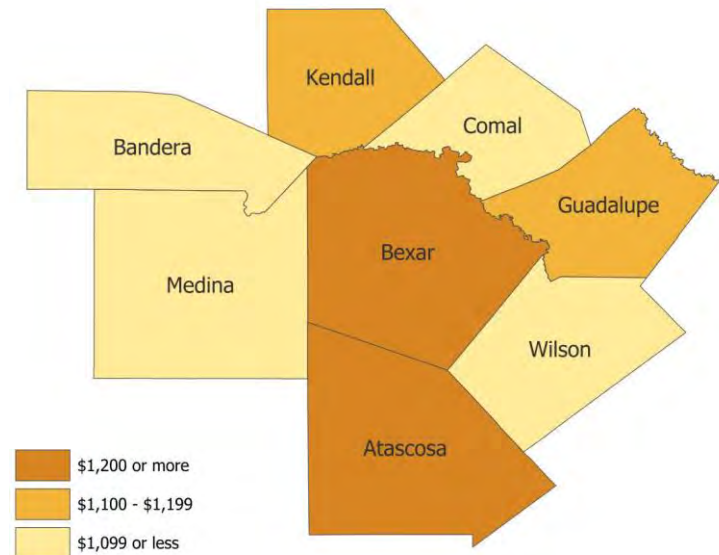 Kendall
Comal
Bandera
Guadalupe
Bexar
Medina
Wilson
Atascosa
$1,200 or more
$1,100 - $1,199
$1,099 or less